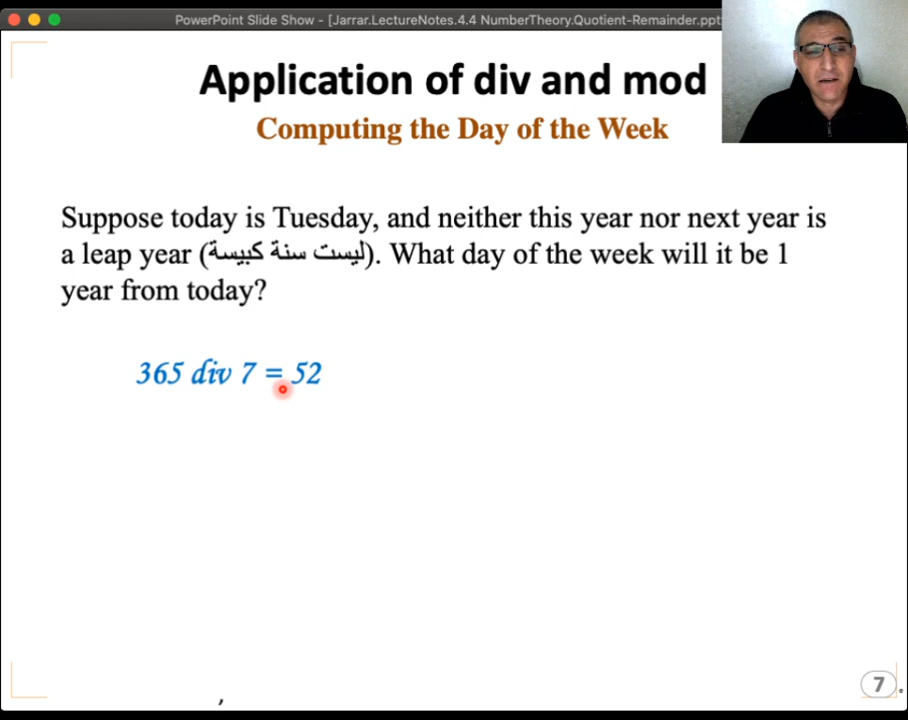 PowerPoint Slide Show - [Jarrar.LectureNotes.4.4 NumberTheory.Quotient-Remainder.ppt
Application of div and mod
Computing the Day of the Week
Suppose today is Tuesday, and neither this year nor next year is
a leap year (ليست سنة كبيسة). What day of the week will it be 1
year from today?
365 div 7 = 52
7